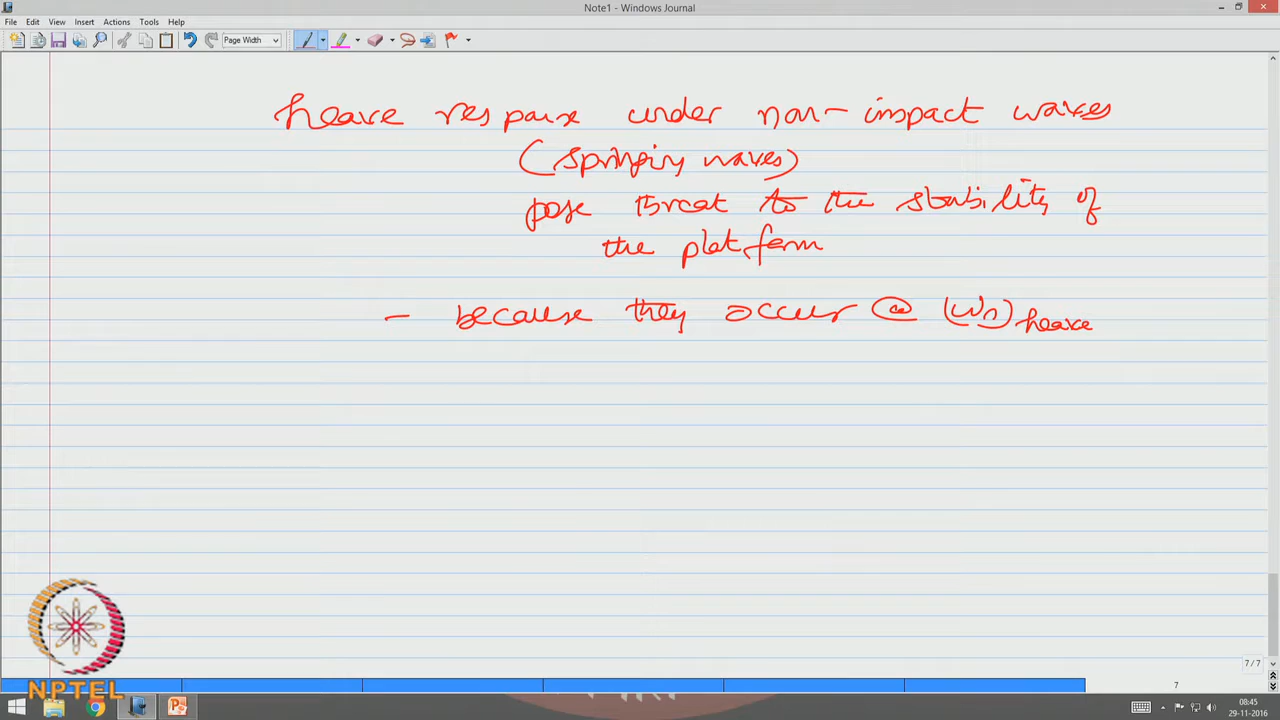 Note1 - Windows Journal
File Edit View Insert Actions Tools Help
Page Width
heave response under non-impact waves
(springing waves)
pose threat to the stability of
the platform
- because they occur @ (ωn)heave
7/7
7
NPTEL
08:45
29-11-2016